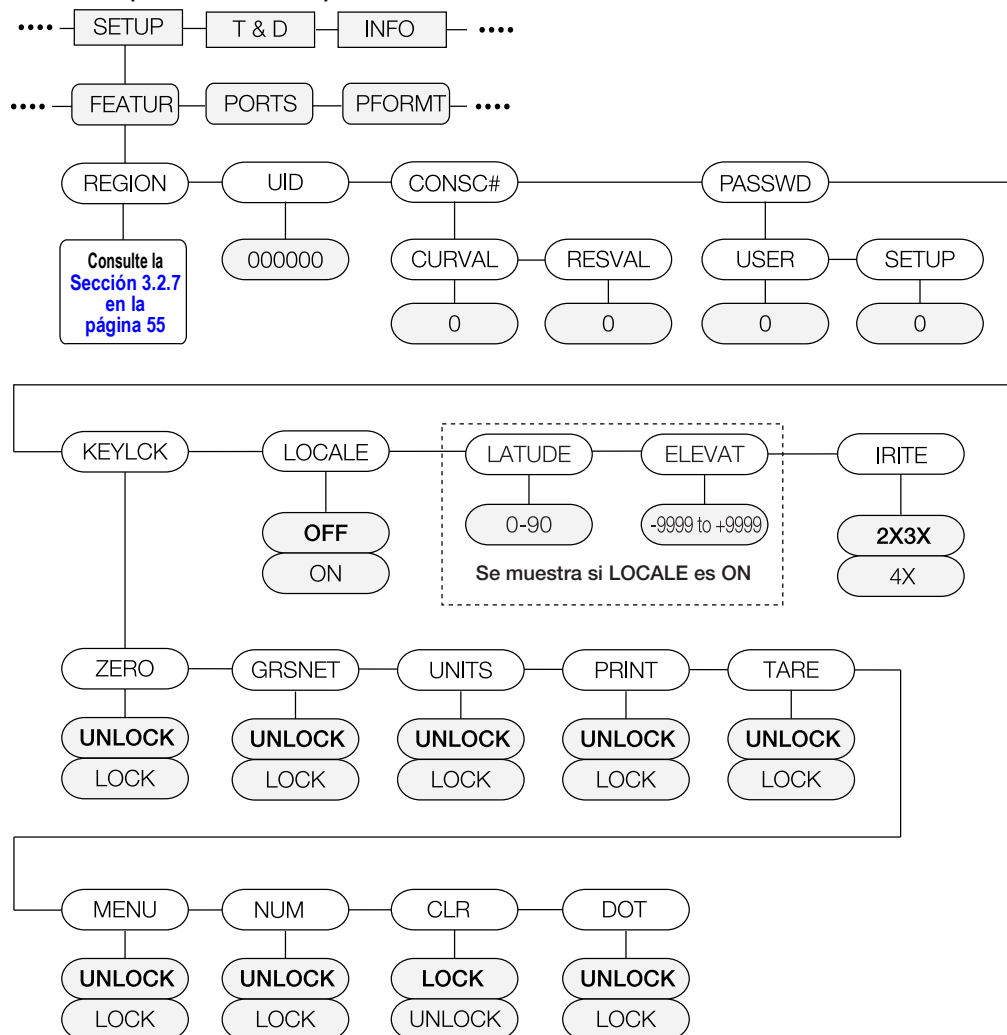 •••• SETUP T & D INFO ••••
•••• FEATUR PORTS PFORMT ••••
REGION UID CONSC# PASSWD
Consulte la
Sección 3.2.7
en la
página 55
000000 CURVAL RESVAL USER SETUP
0 0 0 0
KEYLCK LOCALE LATUDE ELEVAT IRITE
OFF 0-90 -9999 to +9999 2X3X
ON 4X
Se muestra si LOCALE es ON
ZERO GRSNET UNITS PRINT TARE
UNLOCK UNLOCK UNLOCK UNLOCK UNLOCK
LOCK LOCK LOCK LOCK LOCK
MENU NUM CLR DOT
UNLOCK UNLOCK LOCK UNLOCK
LOCK LOCK UNLOCK LOCK